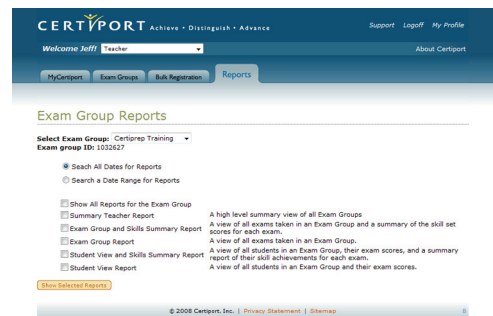 CERTIPORT Achieve • Distinguish • Advance
Support Logoff My Profile
Welcome Jeff! Teacher
About Certiport
MyCertiport Exam Groups Bulk Registration Reports
Exam Group Reports
Select Exam Group: Certiprep Training
Exam group ID: 1032627
Seach All Dates for Reports
Search a Date Range for Reports
Show All Reports for the Exam Group
Summary Teacher Report A high level summary view of all Exam Groups
Exam Group and Skills Summary Report A view of all exams taken in an Exam Group and a summary of the skill set scores for each exam.
Exam Group Report A view of all exams taken in an Exam Group.
Student View and Skills Summary Report A view of all students in an Exam Group, their exam scores, and a summary report of their skill achievements for each exam.
Student View Report A view of all students in an Exam Group and their exam scores.
Show Selected Reports
© 2008 Certiport, Inc. | Privacy Statement | Sitemap